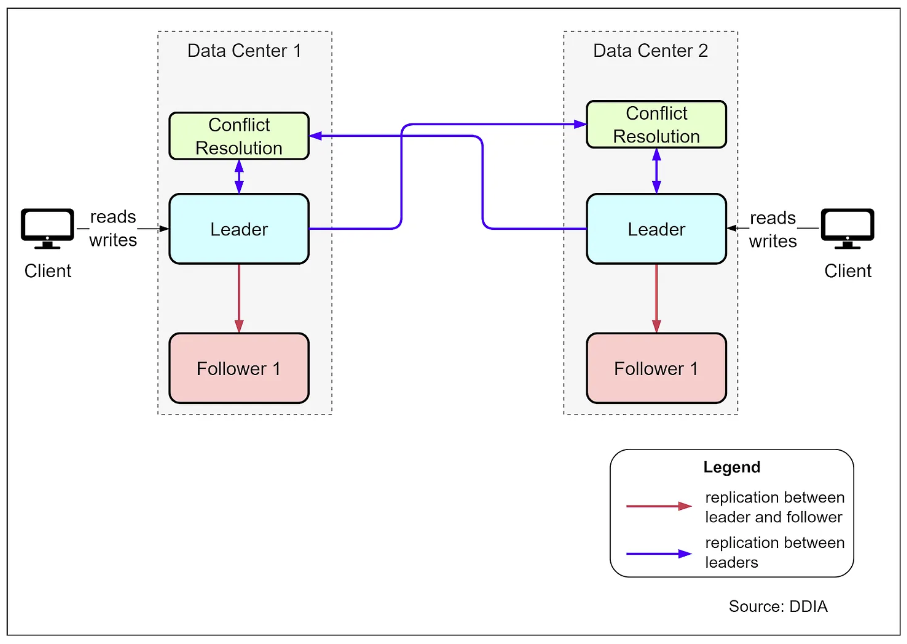 Data Center 1
Data Center 2
Conflict
Resolution
Conflict
Resolution
reads
writes
Leader
Leader
reads
writes
Client
Client
Follower 1
Follower 1
Legend
replication between
leader and follower
replication between
leaders
Source: DDIA